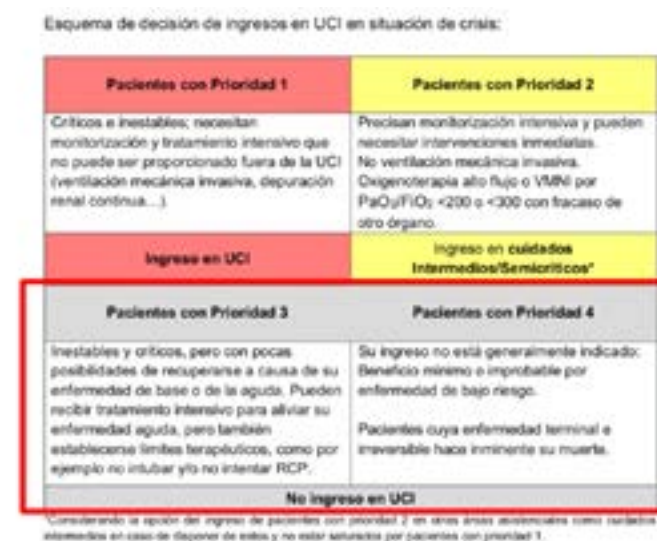 Esquema de decisión de ingresos en UCI en situación de crisis:
Pacientes con Prioridad 1
Críticos e inestables; necesitan
monitorización y tratamiento intensivo que
no puede ser proporcionado fuera de la UCI
(ventilación mecánica invasiva, depuración
renal continua…)
Ingreso en UCI
Pacientes con Prioridad 2
Precisan monitorización intensiva y pueden
necesitar intervenciones inmediatas.
No ventilación mecánica invasiva.
Oxigenoterapia alto flujo o VMNI por
PaO₂/FiO₂ <200 o <300 con fracaso de
otro órgano.
Ingreso en cuidados
Intermedios/Semicríticos*
Pacientes con Prioridad 3
Inestables y críticos, pero con pocas
posibilidades de recuperarse a causa de su
enfermedad de base o de la aguda. Pueden
recibir tratamiento intensivo para aliviar su
enfermedad aguda, pero también
establecerse límites terapéuticos, como por
ejemplo no intubar y/o no intentar RCP.
Pacientes con Prioridad 4
Su ingreso no está generalmente indicado:
Beneficio mínimo o improbable por
enfermedad de bajo riesgo.
Pacientes cuya enfermedad terminal e
irreversible hace inminente su muerte.
No ingreso en UCI
*Considerando la opción del ingreso de pacientes con prioridad 2 en otras áreas asistenciales como cuidados
intermedios en caso de disponer de estos y no estar saturados por pacientes con prioridad 1.